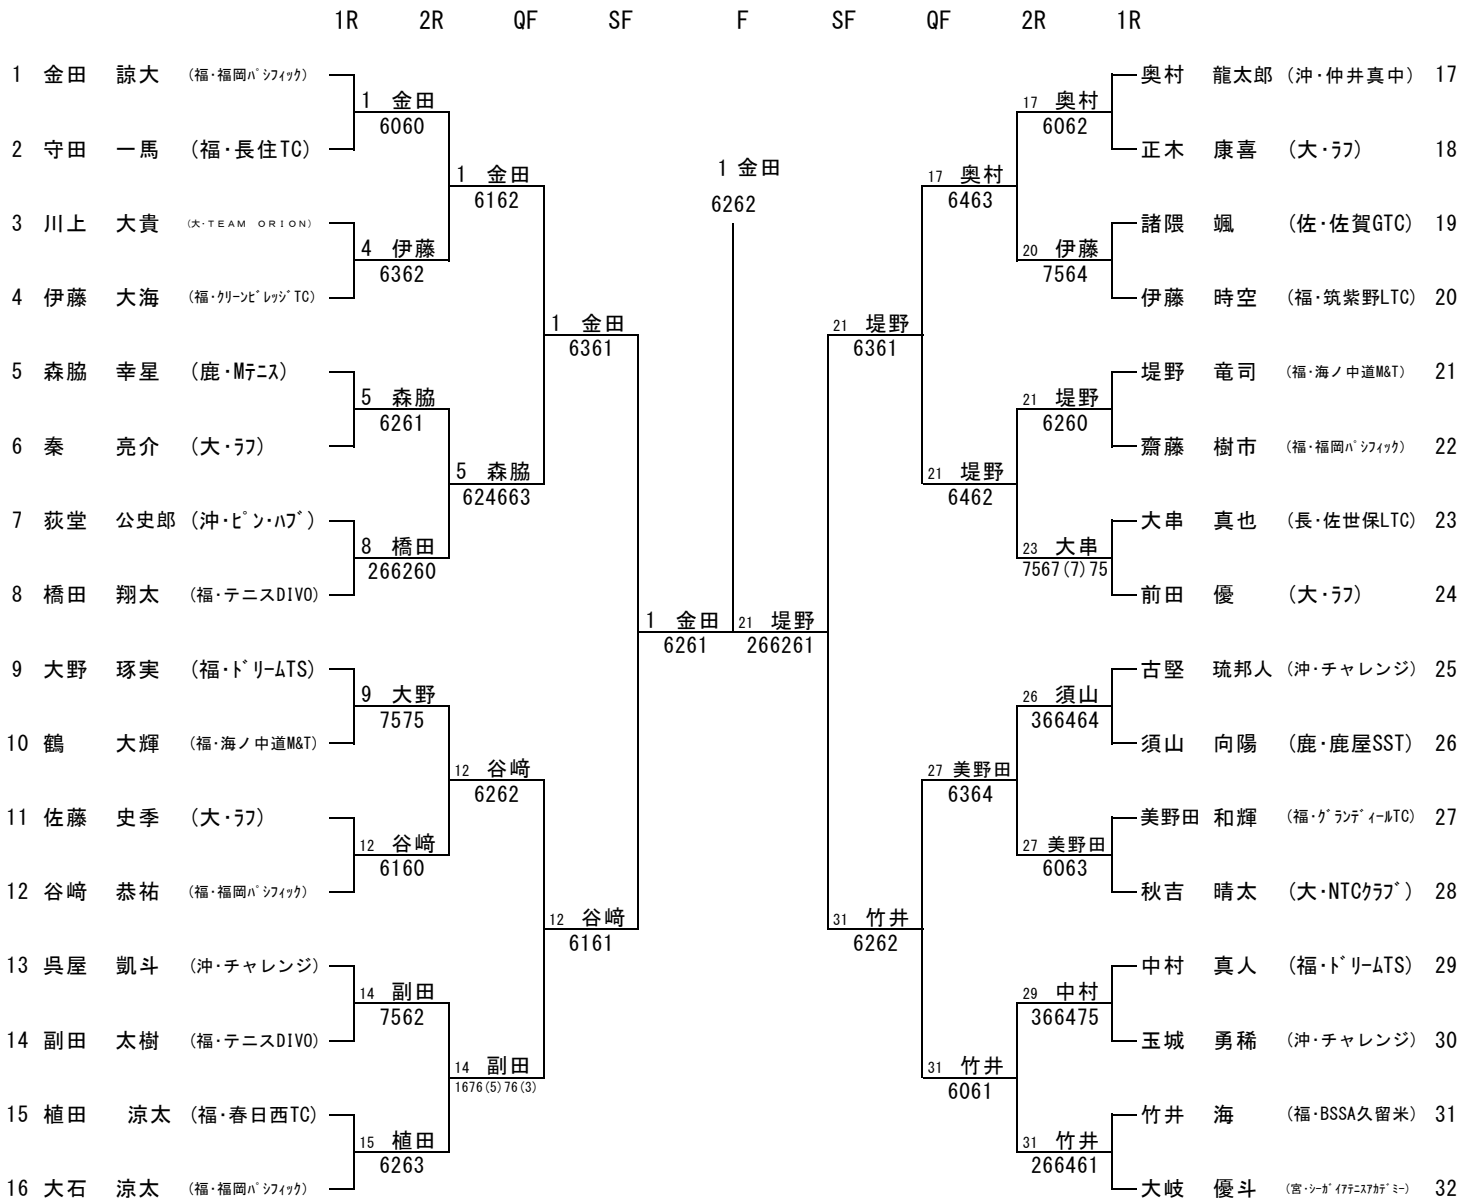 1R 2R QF SF F SF QF 2R 1R
1 金田 諒大 (福・福岡ﾊﾟｼﾌｨｯｸ)
奥村 龍太郎 (沖・仲井真中) 17
1 金田
6060
17 奥村
6062
2 守田 一馬 (福・長住TC)
正木 康喜 (大・ﾗﾌ) 18
1 金田
6162
1 金田
6262
17 奥村
6463
3 川上 大貴 (大・TEAM ORION)
諸隈 颯 (佐・佐賀GTC) 19
4 伊藤
6362
20 伊藤
7564
4 伊藤 大海 (福・ｸﾘｰﾝﾋﾞﾚｯｼﾞTC)
伊藤 時空 (福・筑紫野LTC) 20
1 金田
6361
21 堤野
6361
5 森脇 幸星 (鹿・Mﾃﾆｽ)
堤野 竜司 (福・海ノ中道M&T) 21
5 森脇
6261
21 堤野
6260
6 秦 亮介 (大・ﾗﾌ)
齋藤 樹市 (福・福岡ﾊﾟｼﾌｨｯｸ) 22
5 森脇
624663
21 堤野
6462
7 荻堂 公史郎 (沖・ﾋﾟﾝ・ﾊﾌﾞ)
大串 真也 (長・佐世保LTC) 23
8 橋田
266260
23 大串
7567(7)75
8 橋田 翔太 (福・テニスDIVO)
前田 優 (大・ﾗﾌ) 24
1 金田
6261
21 堤野
266261
9 大野 琢実 (福・ﾄﾞﾘｰﾑTS)
古堅 琉邦人 (沖・チャレンジ) 25
9 大野
7575
26 須山
366464
10 鶴 大輝 (福・海ノ中道M&T)
須山 向陽 (鹿・鹿屋SST) 26
12 谷﨑
6262
27 美野田
6364
11 佐藤 史季 (大・ﾗﾌ)
美野田 和輝 (福・ｸﾞﾗﾝﾃﾞｨｰﾙTC) 27
12 谷﨑
6160
27 美野田
6063
12 谷﨑 恭祐 (福・福岡ﾊﾟｼﾌｨｯｸ)
秋吉 晴太 (大・NTCｸﾗﾌﾞ) 28
12 谷﨑
6161
31 竹井
6262
13 呉屋 凱斗 (沖・チャレンジ)
中村 真人 (福・ﾄﾞﾘｰﾑTS) 29
14 副田
7562
29 中村
366475
14 副田 太樹 (福・テニスDIVO)
玉城 勇稀 (沖・チャレンジ) 30
14 副田
1676(5)76(3)
31 竹井
6061
15 植田 涼太 (福・春日西TC)
竹井 海 (福・BSSA久留米) 31
15 植田
6263
31 竹井
266461
16 大石 涼太 (福・福岡ﾊﾟｼﾌｨｯｸ)
大岐 優斗 (宮・ｼｰｶﾞｲｱﾃﾆｽｱｶﾃﾞﾐｰ) 32